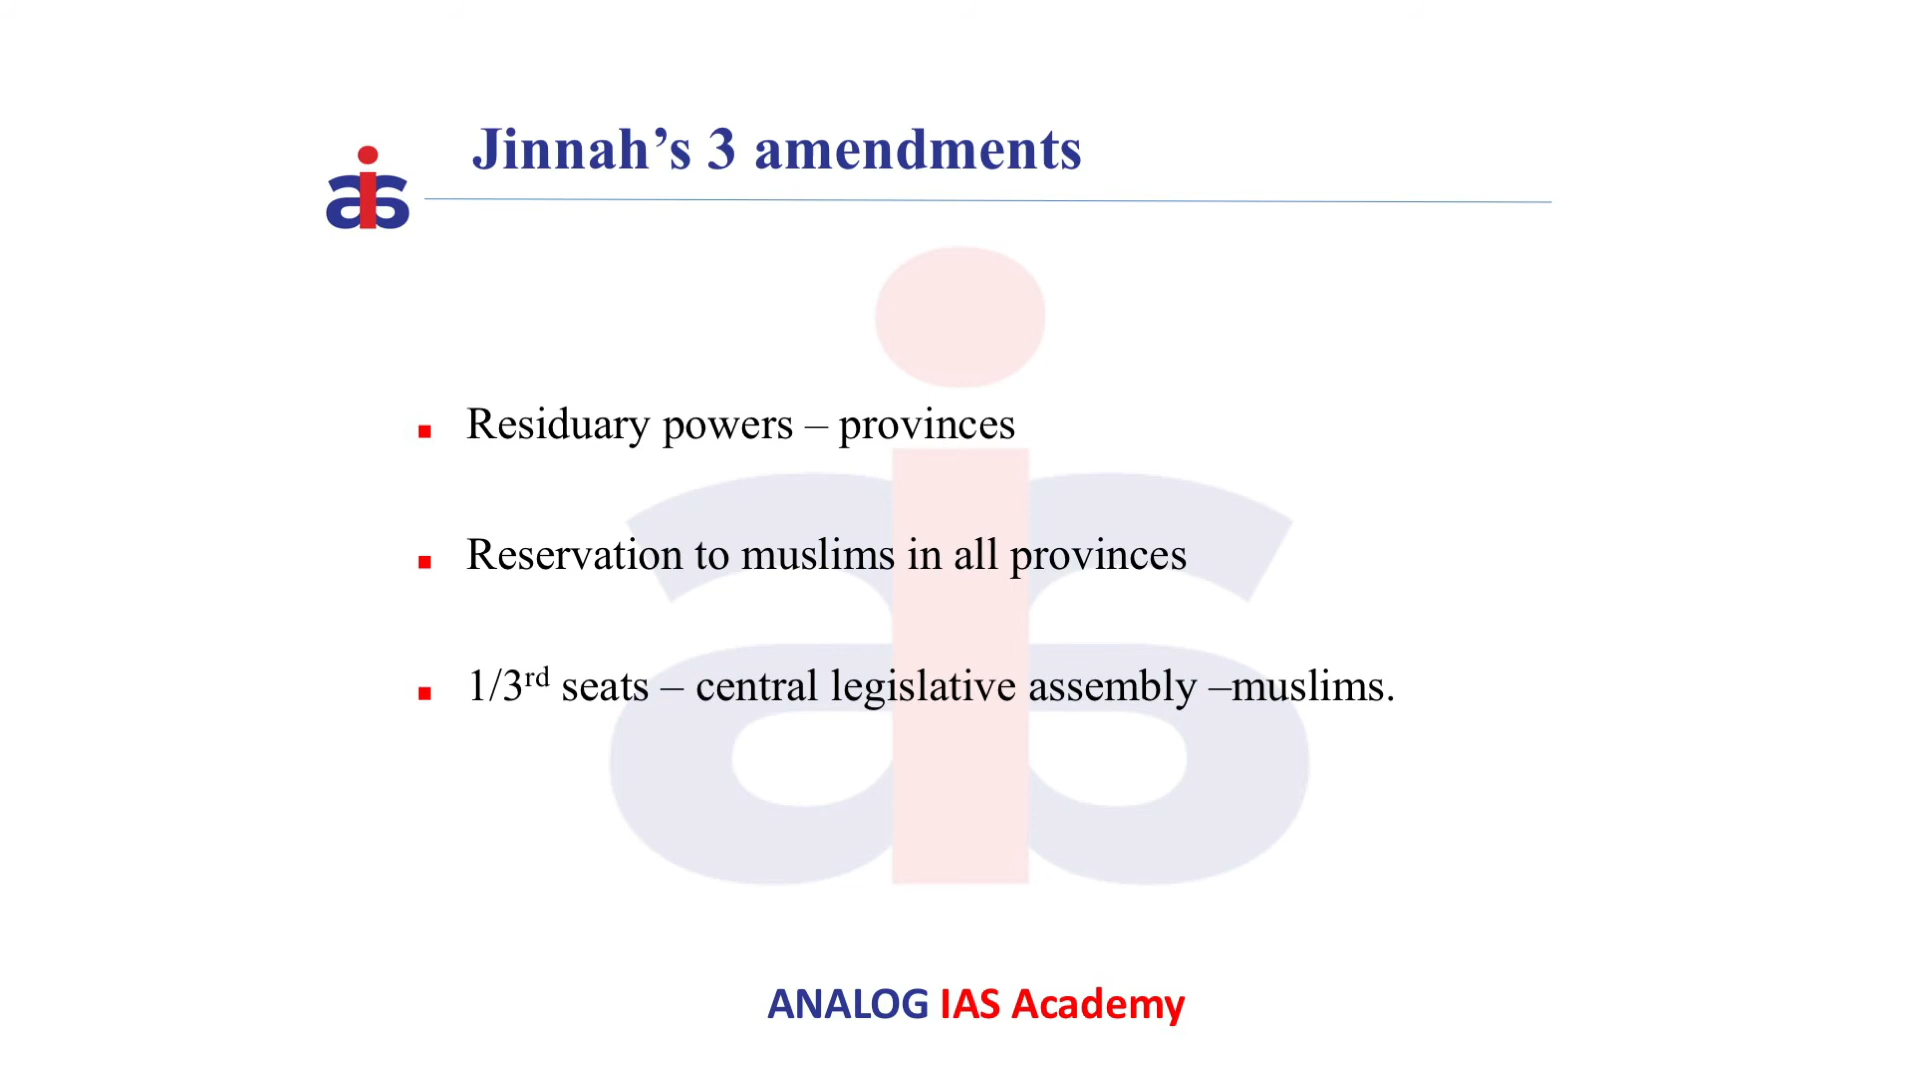 Jinnah’s 3 amendments
Residuary powers – provinces
Reservation to muslims in all provinces
1/3rd seats – central legislative assembly –muslims.
ANALOG IAS Academy